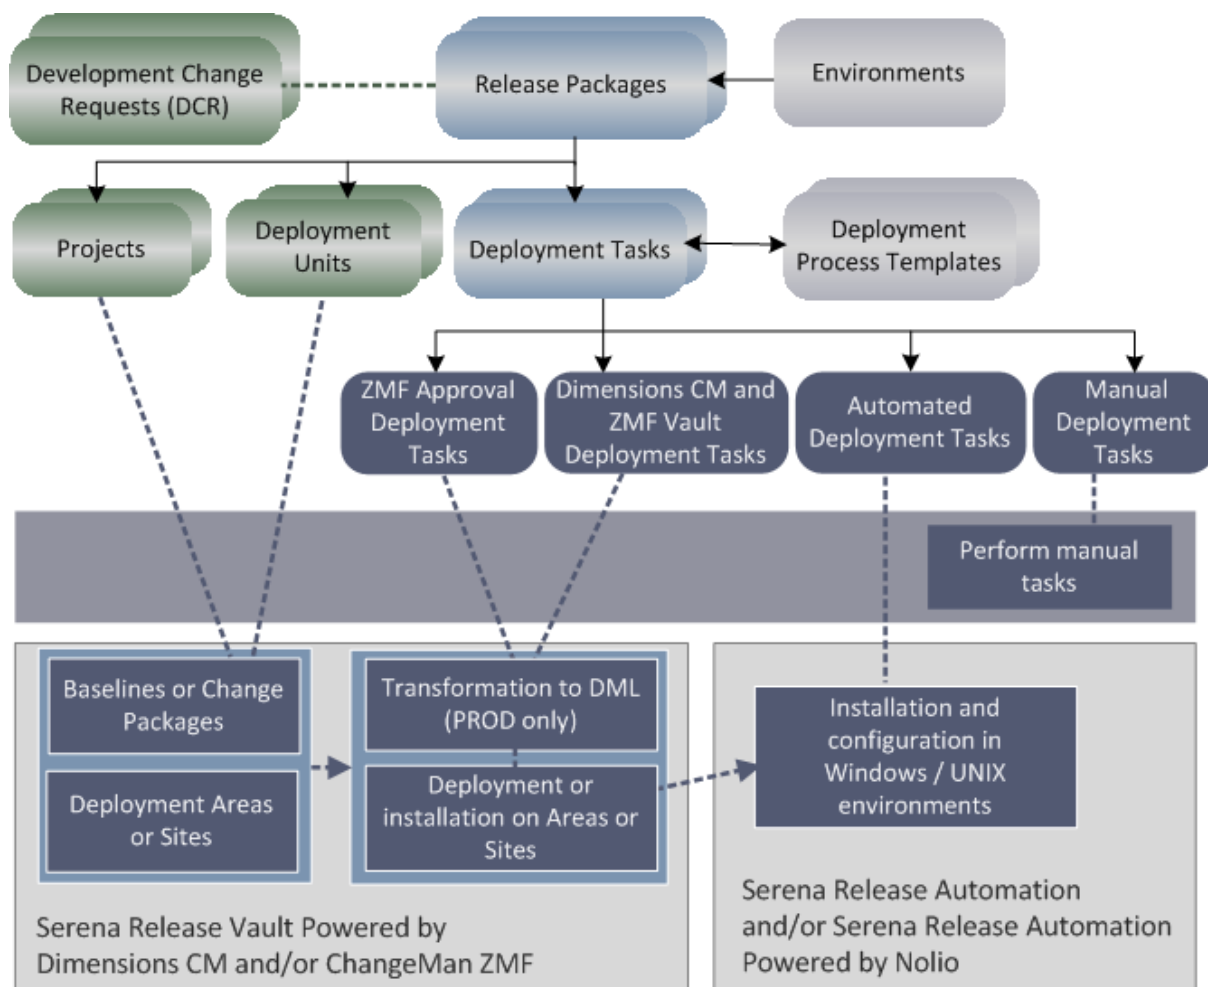 Development Change
Requests (DCR)
Release Packages
Environments
Projects
Deployment
Units
Deployment Tasks
Deployment
Process Templates
ZMF Approval
Deployment
Tasks
Dimensions CM and
ZMF Vault
Deployment Tasks
Automated
Deployment Tasks
Manual
Deployment
Tasks
Perform manual
tasks
Baselines or Change
Packages
Deployment Areas
or Sites
Transformation to DML
(PROD only)
Deployment or
installation on Areas or
Sites
Installation and
configuration in
Windows / UNIX
environments
Serena Release Vault Powered by
Dimensions CM and/or ChangeMan ZMF
Serena Release Automation
and/or Serena Release Automation
Powered by Nolio